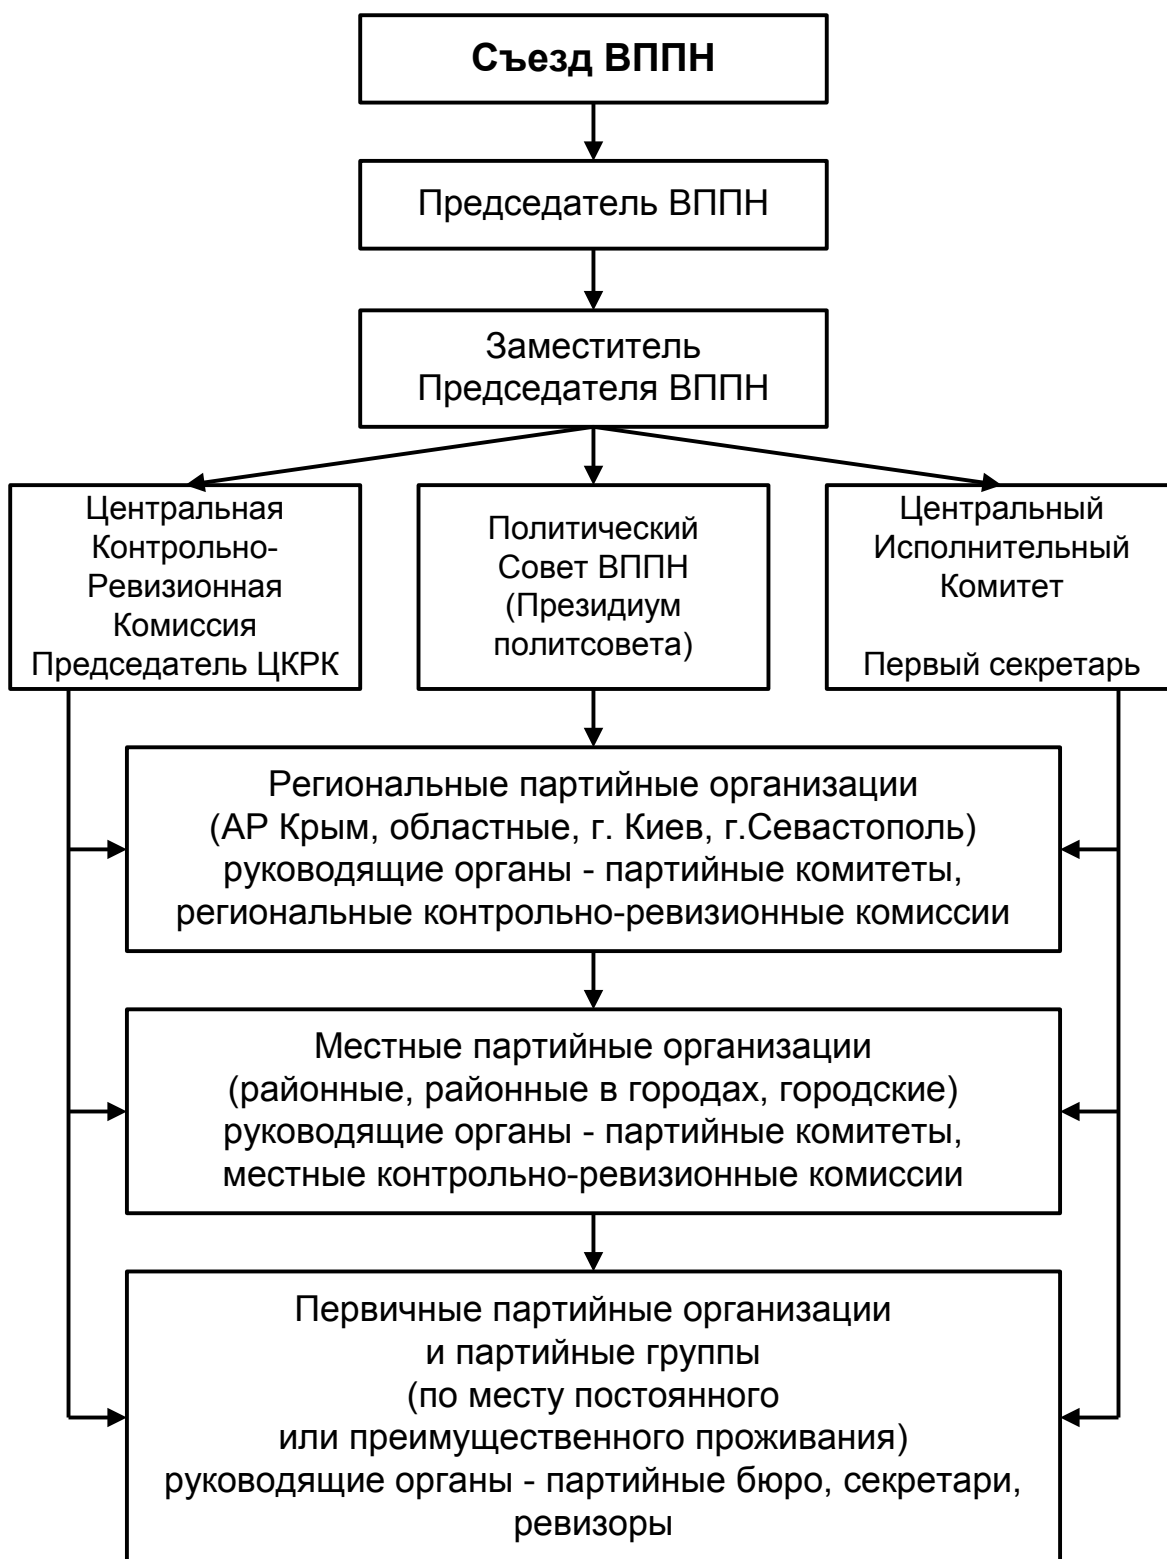 Съезд ВППН
Председатель ВППН
Заместитель
Председателя ВППН
Центральная
Контрольно-
Ревизионная
Комиссия
Председатель ЦКРК
Политический
Совет ВППН
(Президиум
политсовета)
Центральный
Исполнительный
Комитет
Первый секретарь
Региональные партийные организации
(АР Крым, областные, г. Киев, г.Севастополь)
руководящие органы - партийные комитеты,
региональные контрольно-ревизионные комиссии
Местные партийные организации
(районные, районные в городах, городские)
руководящие органы - партийные комитеты,
местные контрольно-ревизионные комиссии
Первичные партийные организации
и партийные группы
(по месту постоянного
или преимущественного проживания)
руководящие органы - партийные бюро, секретари,
ревизоры